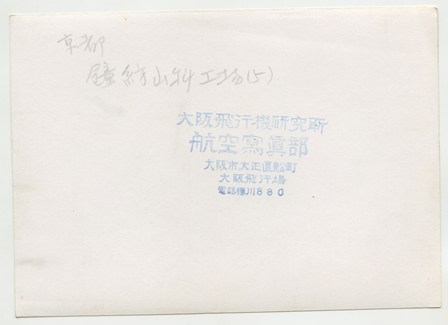 京都
鐘紡山科工場(5)
大阪飛行機研究所
航空寫眞部
大阪市大正區船町
大阪飛行場
電話櫻川880